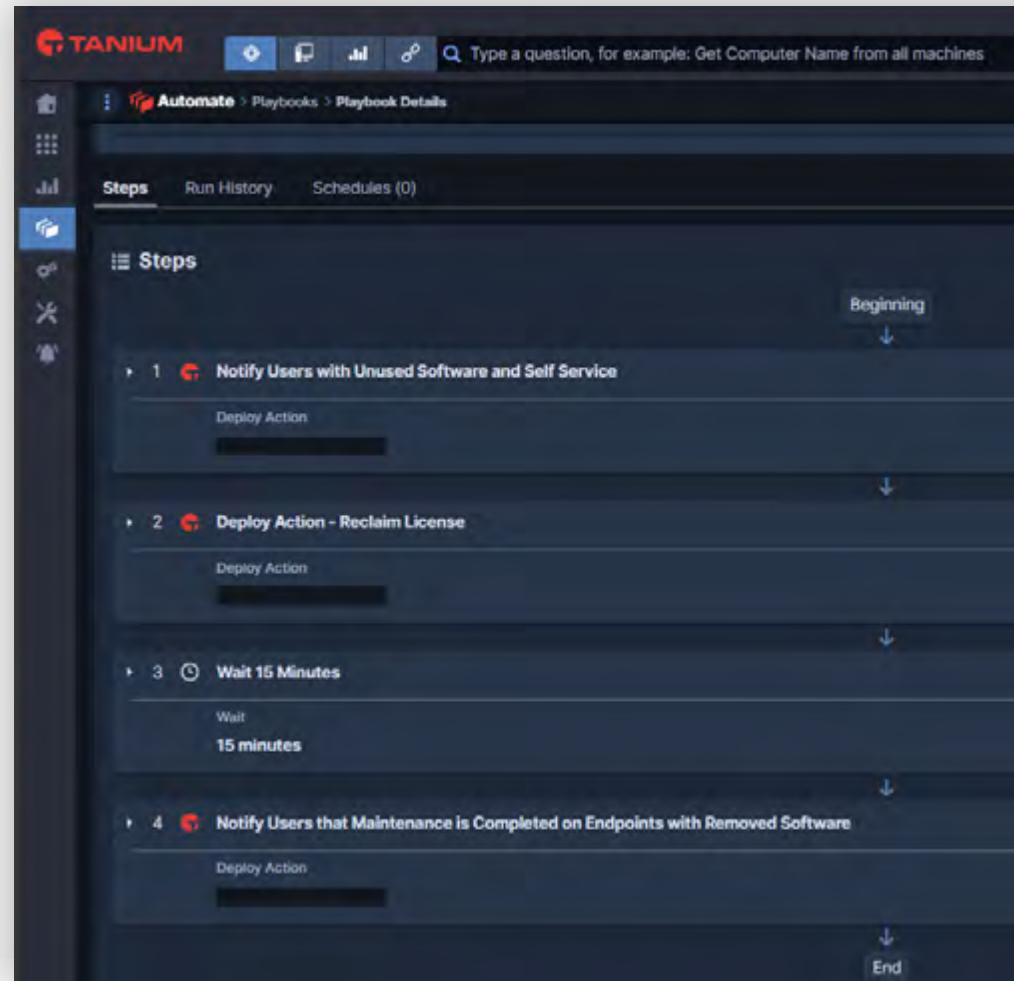 TANIUM
Type a question, for example: Get Computer Name from all machines
Automate > Playbooks > Playbook Details
Steps Run History Schedules (0)
Steps
Beginning
1 Notify Users with Unused Software and Self Service
Deploy Action
2 Deploy Action - Reclaim License
Deploy Action
3 Wait 15 Minutes
Wait
15 minutes
4 Notify Users that Maintenance is Completed on Endpoints with Removed Software
Deploy Action
End